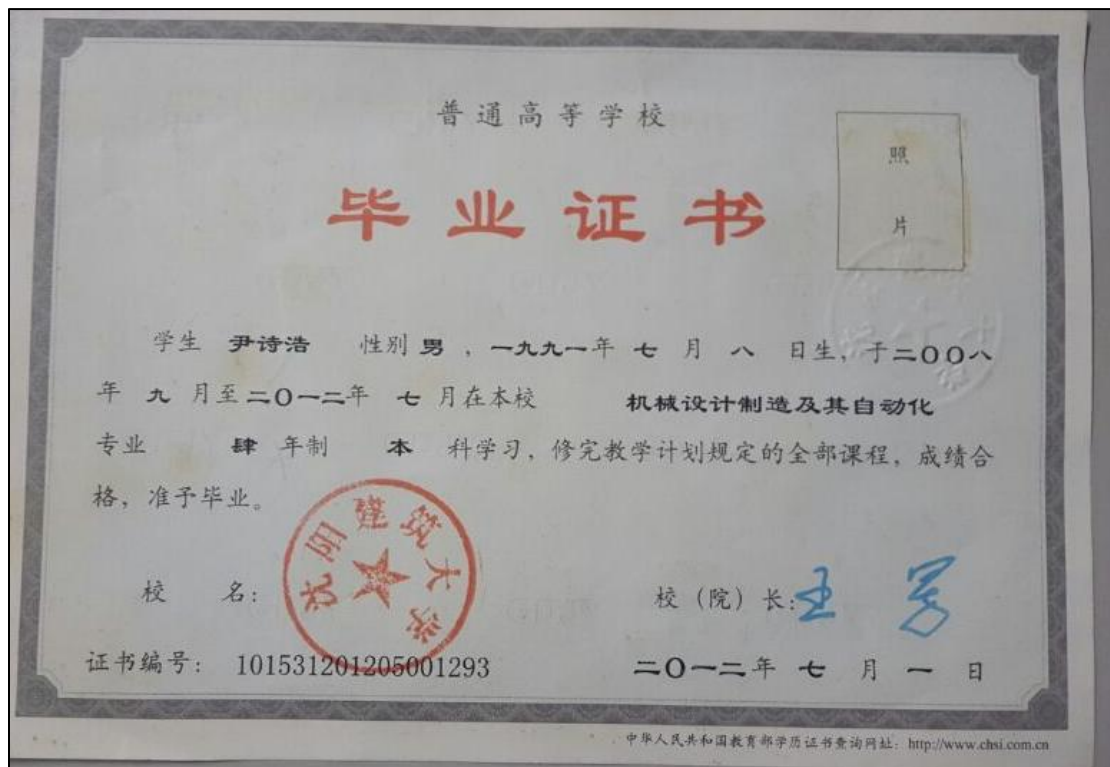 普通高等学校
照
片
毕业证书
学生 尹诗浩 性别 男 ，一九九一年 七 月 八 日生，于二〇〇八
年 九 月至二〇一二年 七 月在本校 机械设计制造及其自动化
专业 肆 年制 本 科学习，修完教学计划规定的全部课程，成绩合
格，准予毕业。
沈阳建筑大学
校 名： 校（院）长：王
证书编号： 101531201205001293 二〇一二年 七 月 一 日
中华人民共和国教育部学历证书查询网址：http://www.chsi.com.cn